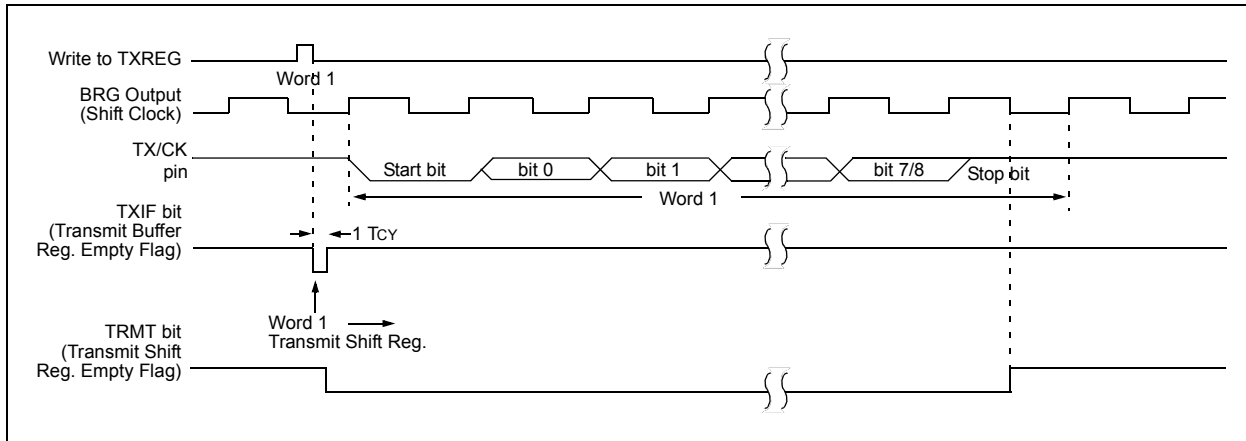 Write to TXREG
Word 1
BRG Output
(Shift Clock)
TX/CK
pin
Start bit
bit 0
bit 1
bit 7/8
Stop bit
Word 1
TXIF bit
(Transmit Buffer
Reg. Empty Flag)
1 TCY
Word 1
Transmit Shift Reg.
TRMT bit
(Transmit Shift
Reg. Empty Flag)